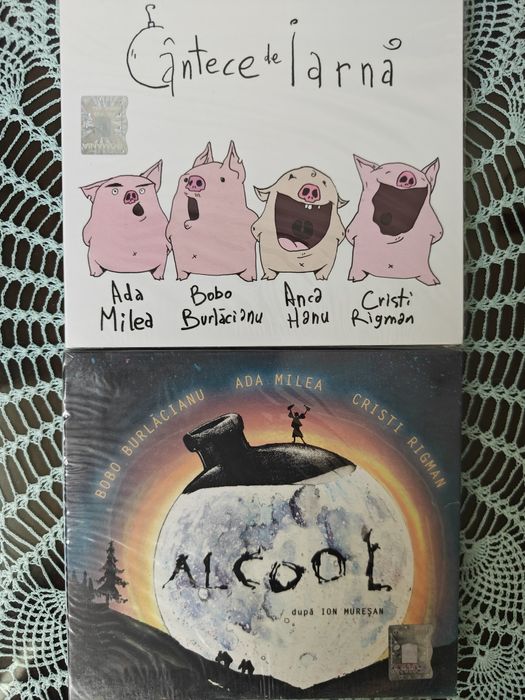 Cântece de Iarnă
Ada Milea
Bobo Burlăcianu
Anca Hanu
Cristi Rigman
BOBO BURLĂCIANU ADA MILEA CRISTI RIGMAN
ALCOOL
după ION MUREȘAN